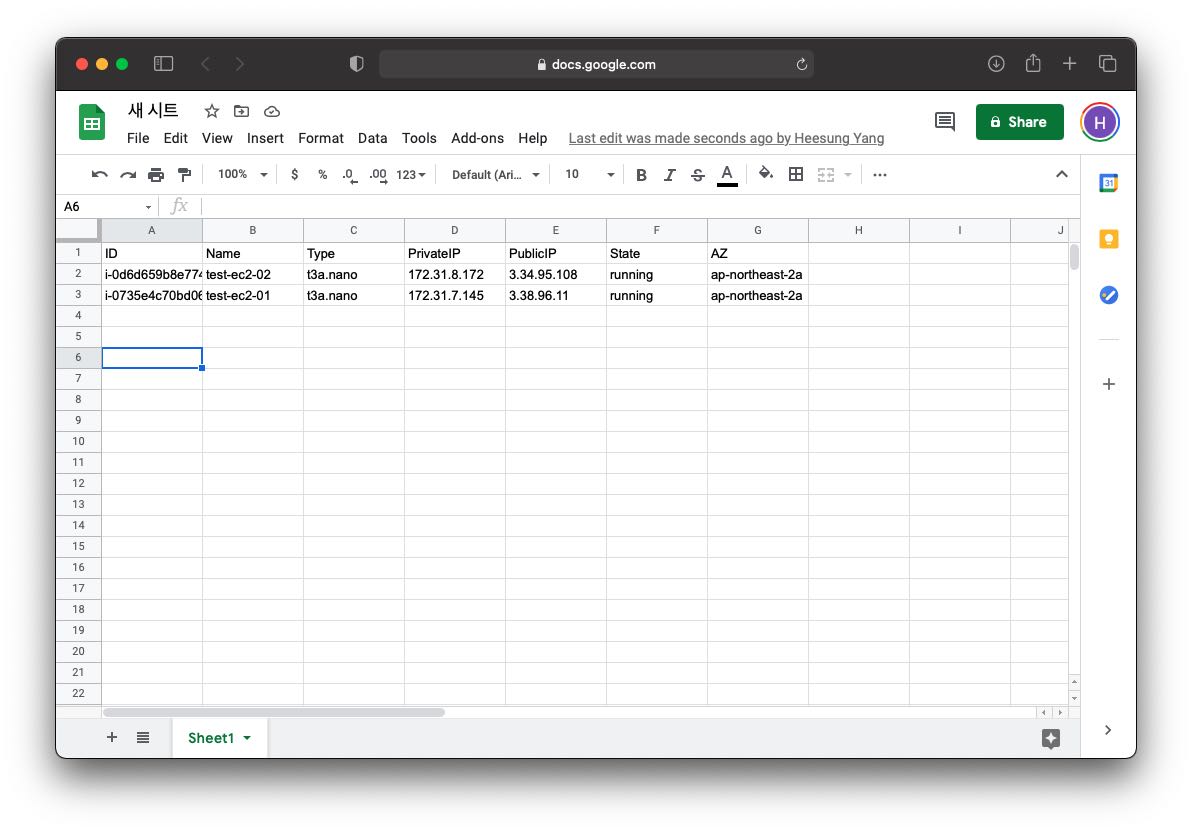 docs.google.com
새 시트
File Edit View Insert Format Data Tools Add-ons Help Last edit was made seconds ago by Heesung Yang
Share
H
100% $ % .0 .00 123 Default (Ari... 10 B I S A
31
A6 fx
A B C D E F G H I J
1 ID Name Type PrivateIP PublicIP State AZ
2 i-0d6d659b8e774 test-ec2-02 t3a.nano 172.31.8.172 3.34.95.108 running ap-northeast-2a
3 i-0735e4c70bd06 test-ec2-01 t3a.nano 172.31.7.145 3.38.96.11 running ap-northeast-2a
4
5
6
7
8
9
10
11
12
13
14
15
16
17
18
19
20
21
22
Sheet1